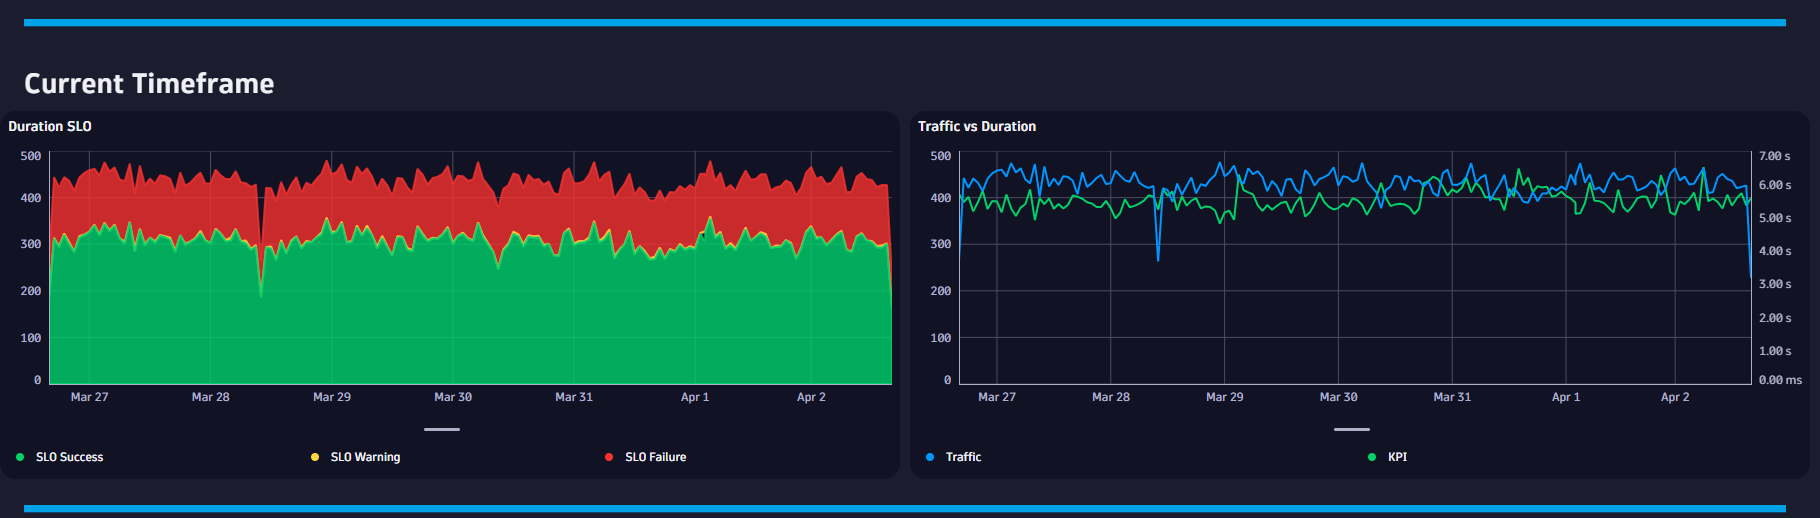 Current Timeframe
Duration SLO
500
400
300
200
100
0
Mar 27 Mar 28 Mar 29 Mar 30 Mar 31 Apr 1 Apr 2
SLO Success SLO Warning SLO Failure
Traffic vs Duration
500 7.00 s
400 6.00 s
300 5.00 s
200 4.00 s
100 3.00 s
0 2.00 s
1.00 s
0.00 ms
Mar 27 Mar 28 Mar 29 Mar 30 Mar 31 Apr 1 Apr 2
Traffic KPI